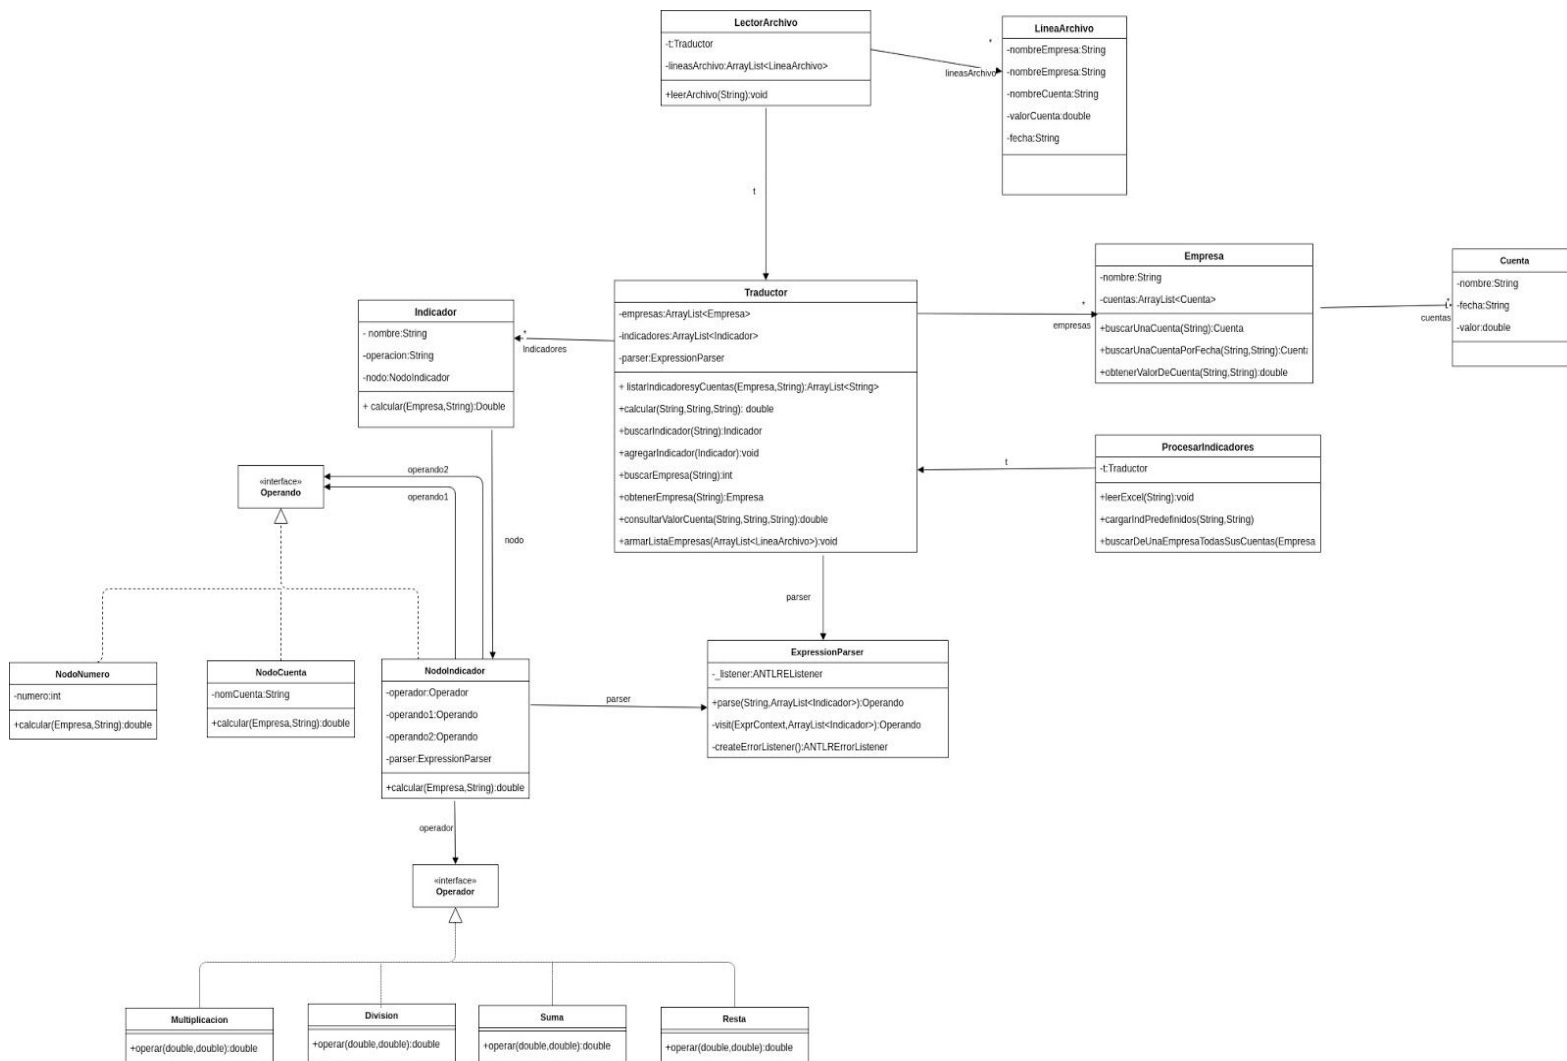 LectorArchivo
-t:Traductor
-lineasArchivo:ArrayList<LineaArchivo>
+leerArchivo(String):void
LineaArchivo
-nombreEmpresa:String
-nombreEmpresa:String
-nombreCuenta:String
-valorCuenta:double
-fecha:String
*
lineasArchivo
t
Traductor
-empresas:ArrayList<Empresa>
-indicadores:ArrayList<Indicador>
-parser:ExpressionParser
+ listarIndicadoresyCuentas(Empresa,String):ArrayList<String>
+calcular(String,String,String): double
+buscarIndicador(String):Indicador
+agregarIndicador(Indicador):void
+buscarEmpresa(String):int
+obtenerEmpresa(String):Empresa
+consultarValorCuenta(String,String,String):double
+armarListaEmpresas(ArrayList<LineaArchivo>):void
Empresa
-nombre:String
-cuentas:ArrayList<Cuenta>
+buscarUnaCuenta(String):Cuenta
+buscarUnaCuentaPorFecha(String,String):Cuenta
+obtenerValorDeCuenta(String,String):double
*
empresas
Cuenta
-nombre:String
-fecha:String
-valor:double
*
cuentas
Indicador
- nombre:String
-operacion:String
-nodo:NodoIndicador
+ calcular(Empresa,String):Double
*
Indicadores
ProcesarIndicadores
-t:Traductor
+leerExcel(String):void
+cargarIndPredefinidos(String,String)
+buscarDeUnaEmpresaTodasSusCuentas(Empresa
t
«interface»
Operando
operando2
operando1
nodo
parser
NodoNumero
-numero:int
+calcular(Empresa,String):double
NodoCuenta
-nomCuenta:String
+calcular(Empresa,String):double
NodoIndicador
-operador:Operador
-operando1:Operando
-operando2:Operando
-parser:ExpressionParser
+calcular(Empresa,String):double
parser
ExpressionParser
-_listener:ANTLREListener
+parse(String,ArrayList<Indicador>):Operando
-visit(ExprContext,ArrayList<Indicador>):Operando
-createErrorListener():ANTLRErrorListener
operador
«interface»
Operador
Multiplicacion
+operar(double,double):double
Division
+operar(double,double):double
Suma
+operar(double,double):double
Resta
+operar(double,double):double